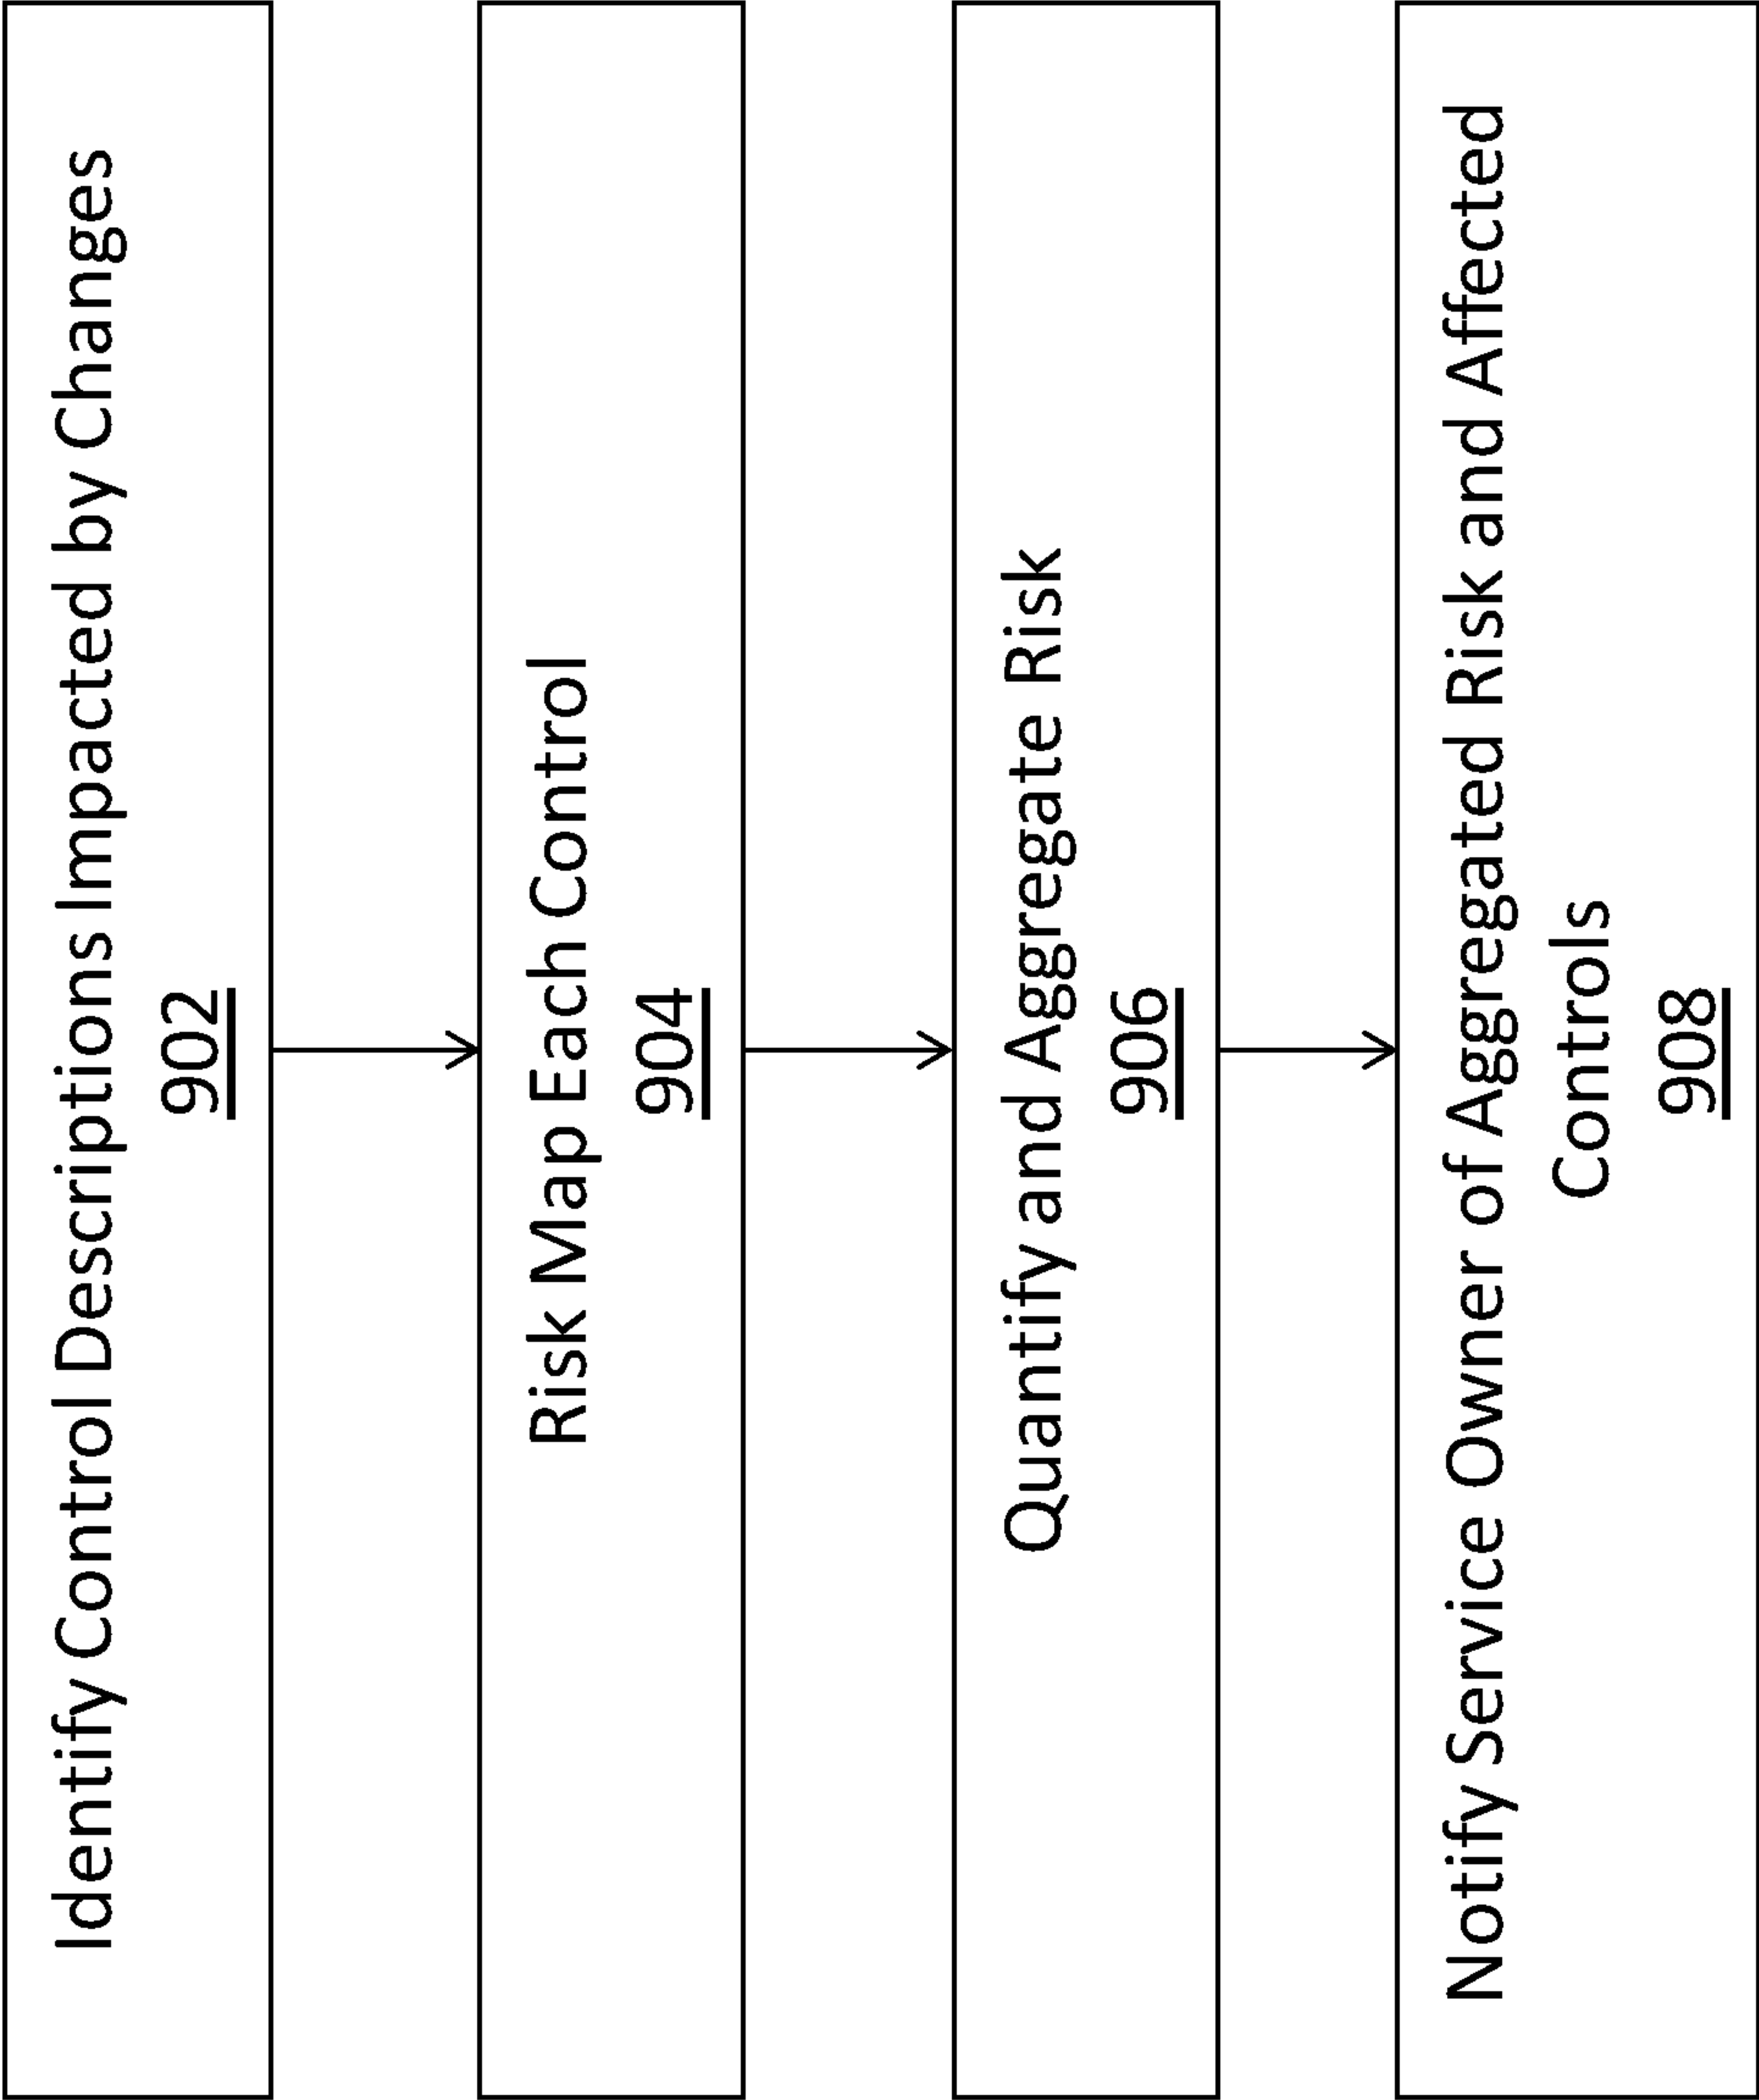 Identify Control Descriptions Impacted by Changes
902
Risk Map Each Control
904
Quantify and Aggregate Risk
906
Notify Service Owner of Aggregated Risk and Affected
Controls
908